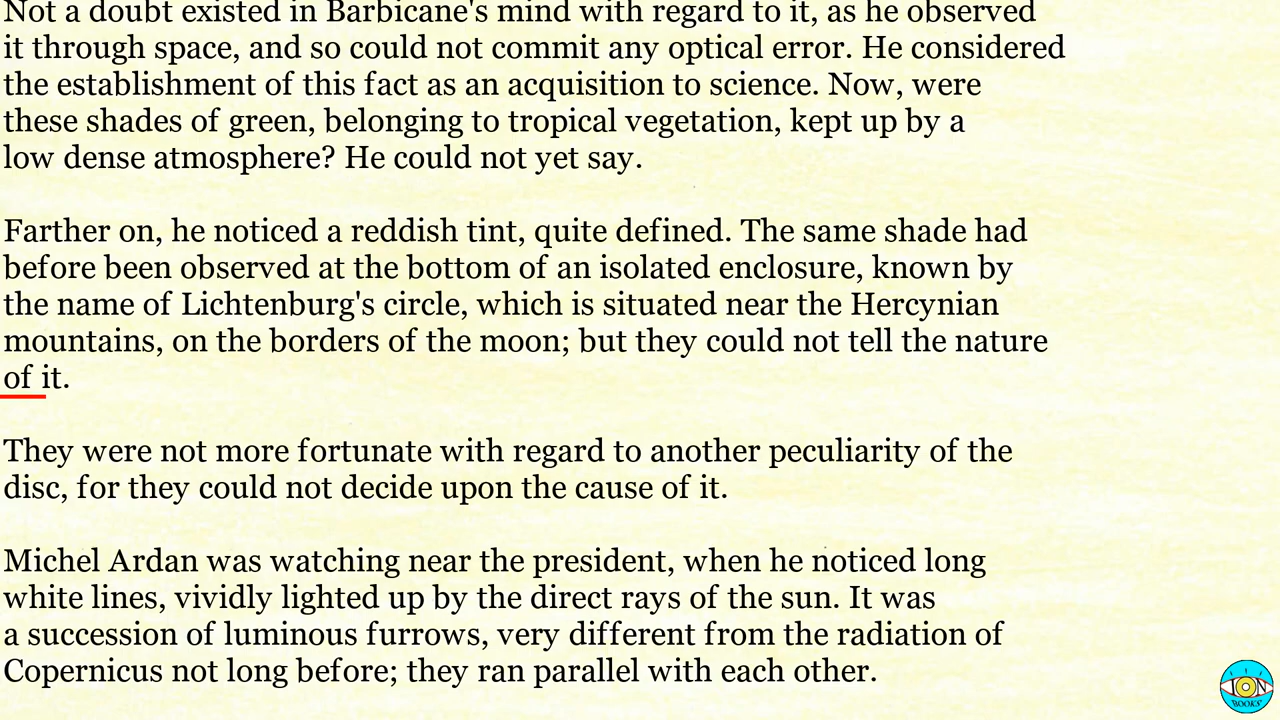 Not a doubt existed in Barbicane's mind with regard to it, as he observed
it through space, and so could not commit any optical error. He considered
the establishment of this fact as an acquisition to science. Now, were
these shades of green, belonging to tropical vegetation, kept up by a
low dense atmosphere? He could not yet say.
Farther on, he noticed a reddish tint, quite defined. The same shade had
before been observed at the bottom of an isolated enclosure, known by
the name of Lichtenburg's circle, which is situated near the Hercynian
mountains, on the borders of the moon; but they could not tell the nature
of it.
They were not more fortunate with regard to another peculiarity of the
disc, for they could not decide upon the cause of it.
Michel Ardan was watching near the president, when he noticed long
white lines, vividly lighted up by the direct rays of the sun. It was
a succession of luminous furrows, very different from the radiation of
Copernicus not long before; they ran parallel with each other.
ION
BOOKS